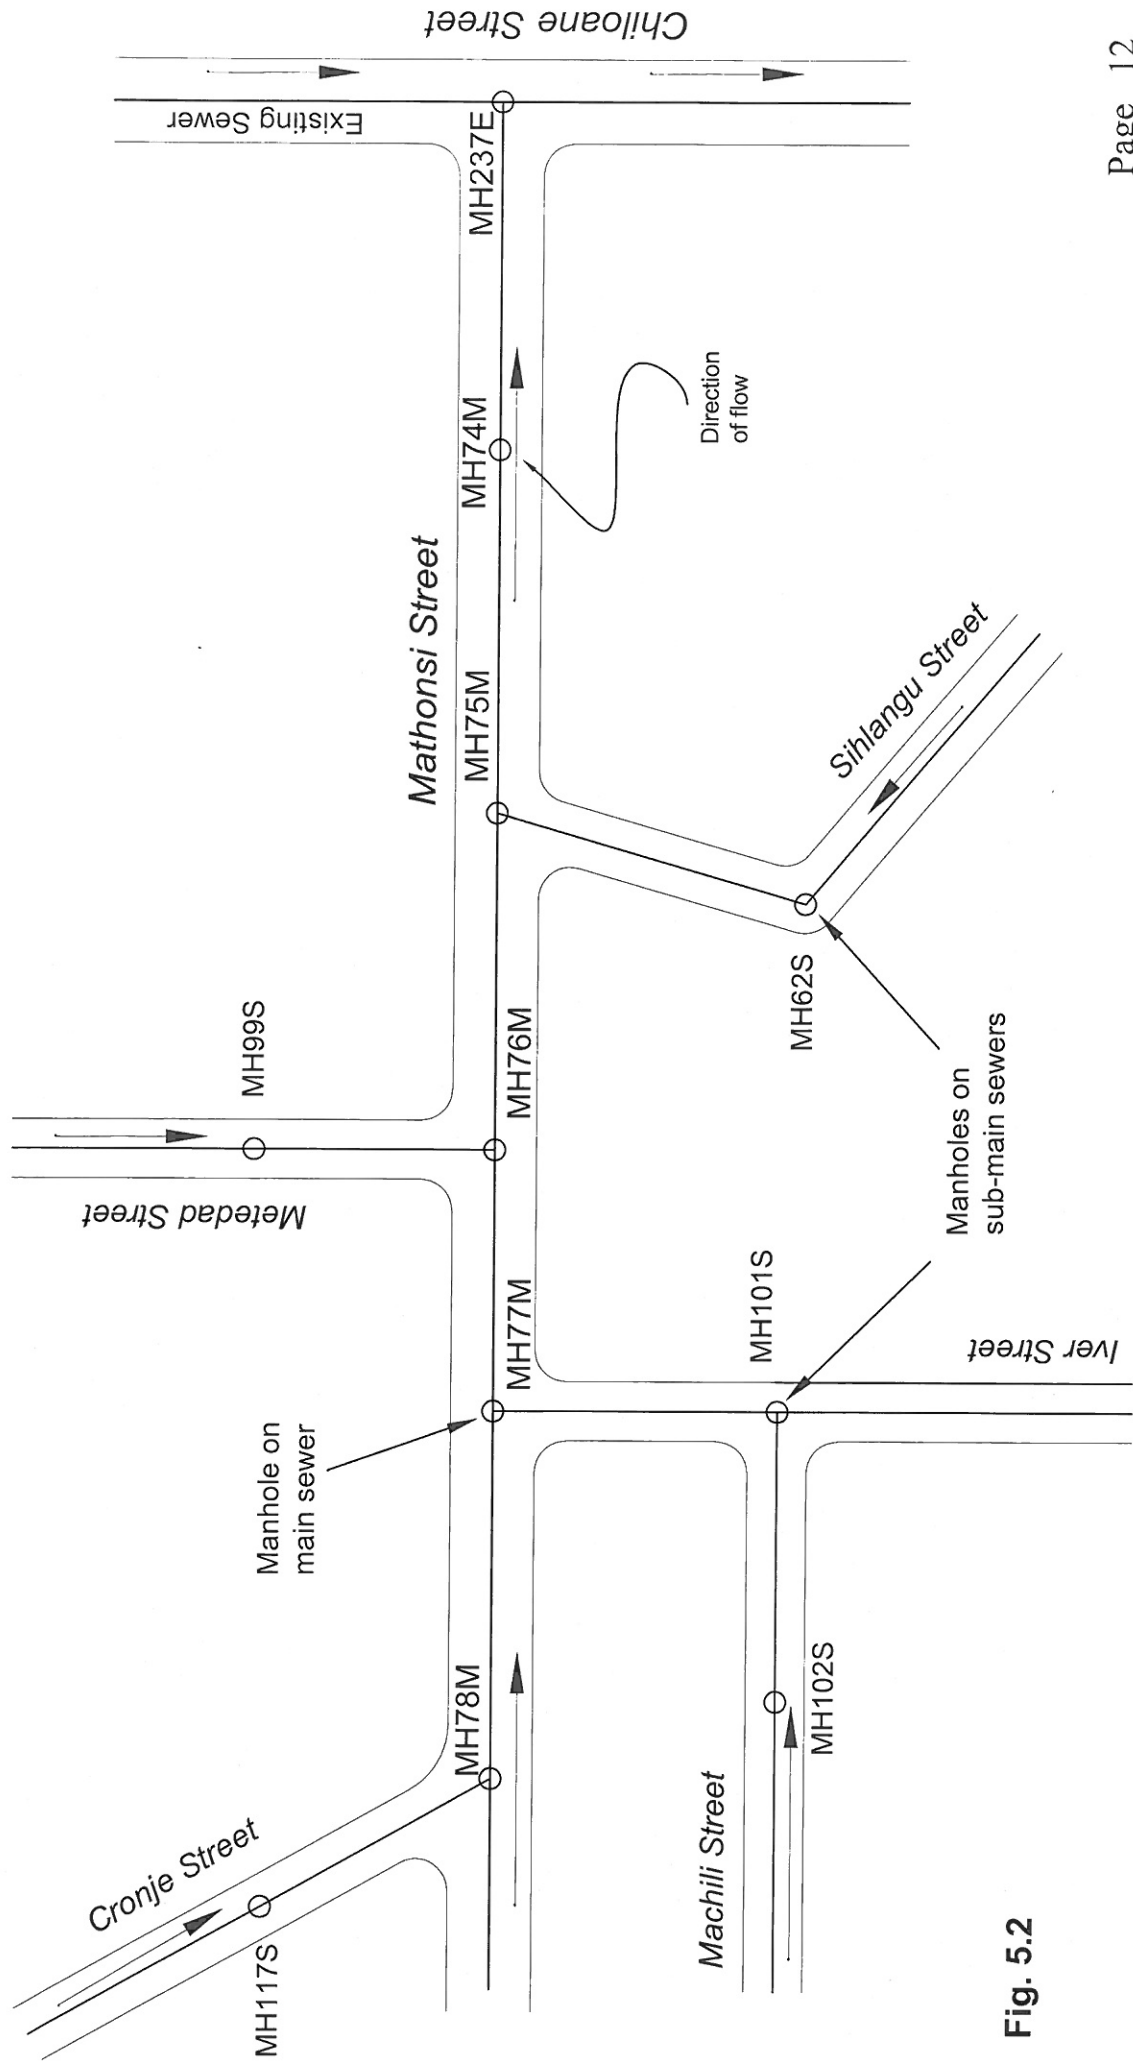 Chiloane Street
Existing Sewer
MH237E
MH74M
Direction
of flow
Mathonsi Street
MH75M
Sihlangu Street
MH62S
MH99S
MH76M
Metedad Street
Manholes on
sub-main sewers
MH77M
MH101S
Iver Street
Manhole on
main sewer
MH78M
MH102S
Cronje Street
MH117S
Machili Street
Fig. 5.2
Page 12